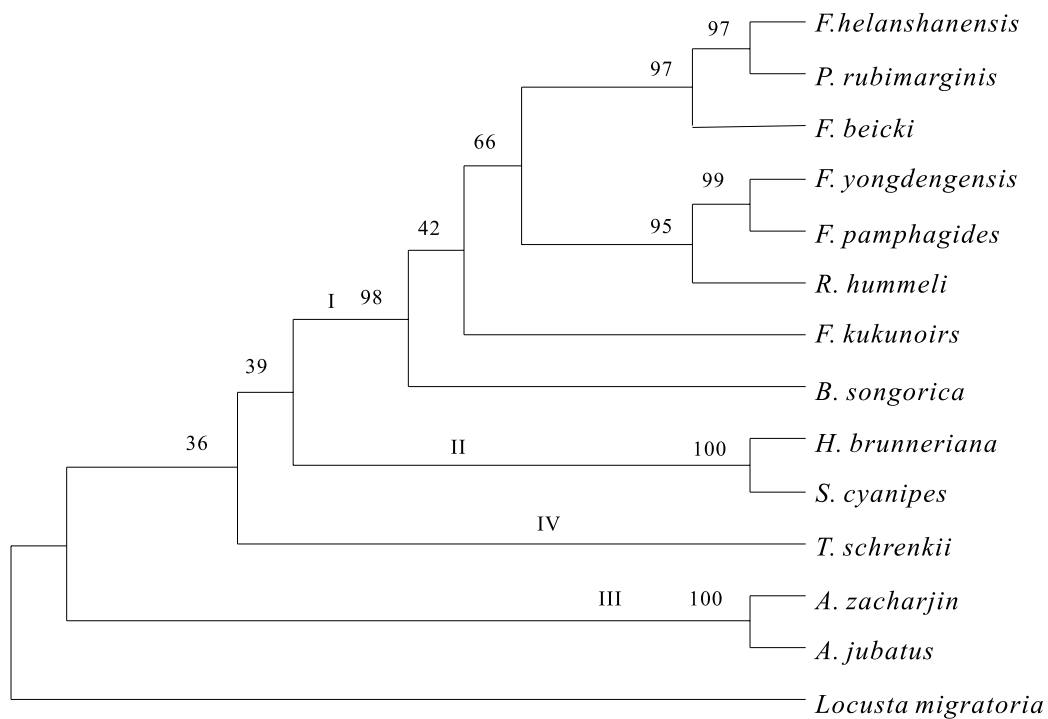 97
F.helanshanensis
97
P. rubimarginis
F. beicki
66
99
F. yongdengensis
42
95
F. pamphagides
R. hummeli
I 98
F. kukunoirs
39
B. songorica
36
II
100
H. brunneriana
S. cyanipes
IV
T. schrenkii
III 100
A. zacharjin
A. jubatus
Locusta migratoria